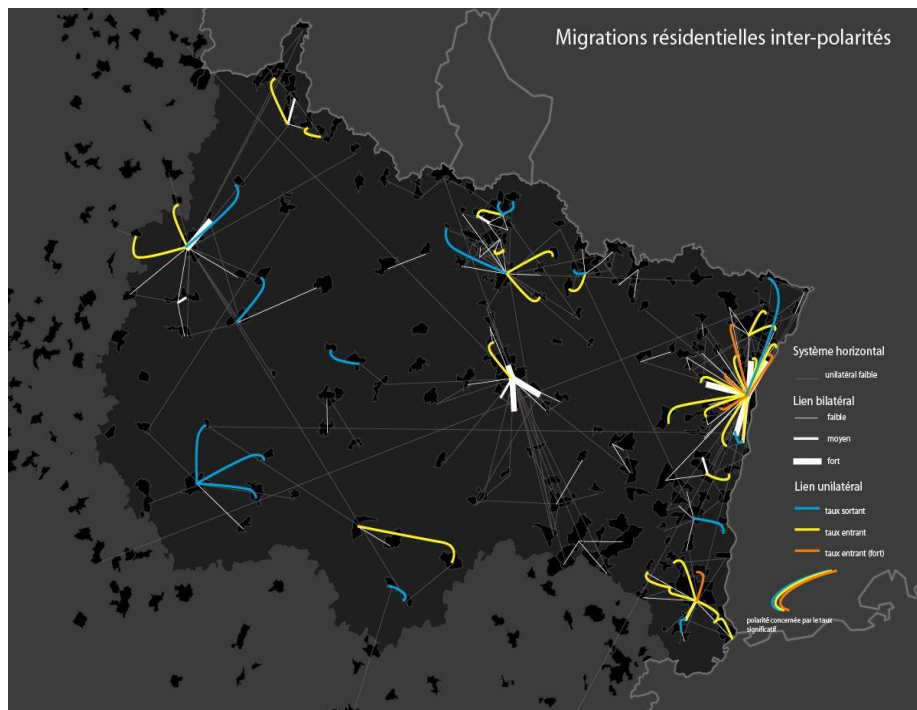 Migrations résidentielles inter-polarités
Système horizontal
unilatéral faible
Lien bilatéral
faible
moyen
fort
Lien unilatéral
taux sortant
taux entrant
taux entrant (fort)
polarité concernée par le taux
significatif